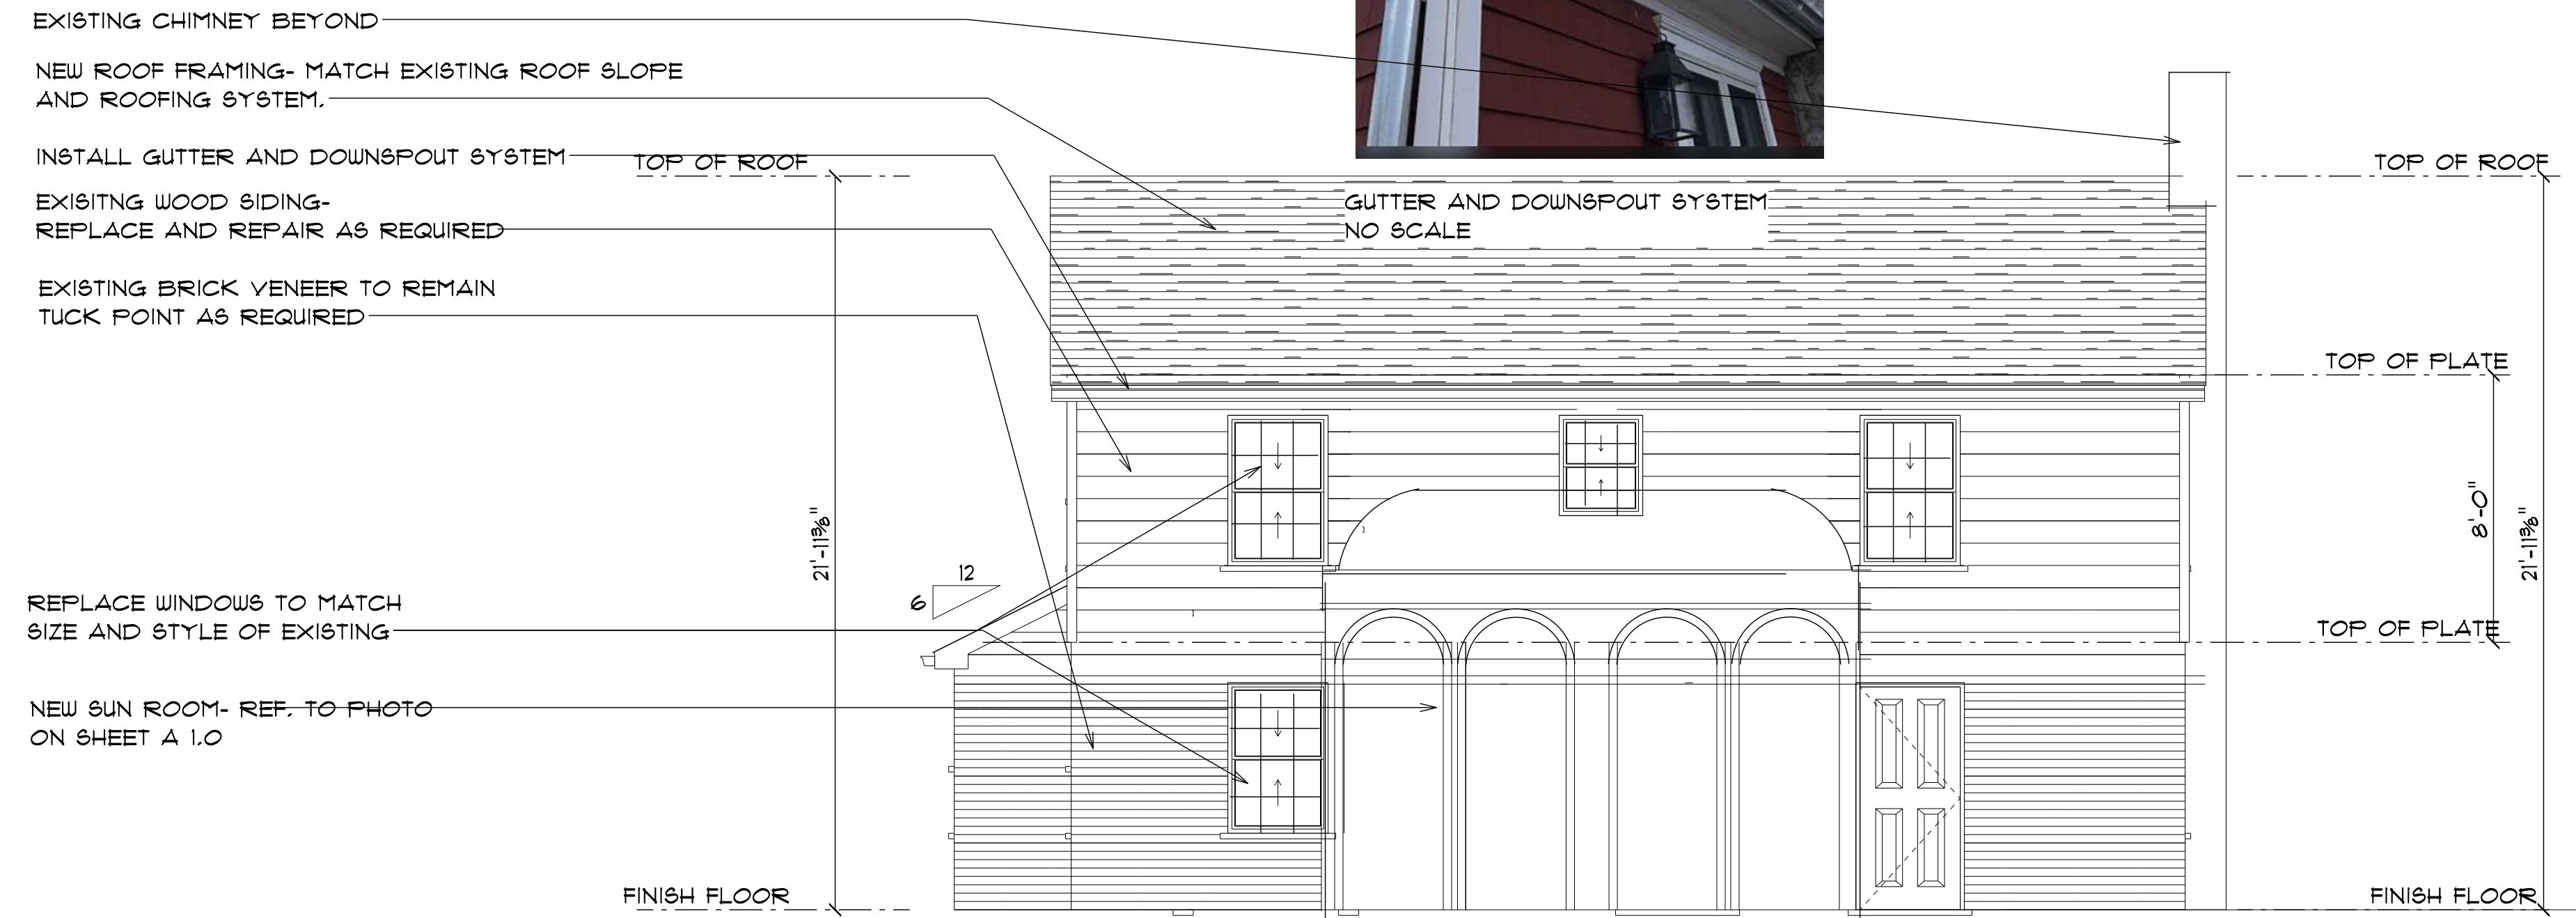 EXISTING CHIMNEY BEYOND
NEW ROOF FRAMING- MATCH EXISTING ROOF SLOPE
AND ROOFING SYSTEM.
INSTALL GUTTER AND DOWNSPOUT SYSTEM
EXISITNG WOOD SIDING-
REPLACE AND REPAIR AS REQUIRED
EXISTING BRICK VENEER TO REMAIN
TUCK POINT AS REQUIRED
REPLACE WINDOWS TO MATCH
SIZE AND STYLE OF EXISTING
NEW SUN ROOM- REF. TO PHOTO
ON SHEET A 1.0
TOP OF ROOF
21'-11⅜"
FINISH FLOOR
12
6
GUTTER AND DOWNSPOUT SYSTEM
NO SCALE
TOP OF ROOF
TOP OF PLATE
8'-0"
21'-11⅜"
TOP OF PLATE
FINISH FLOOR